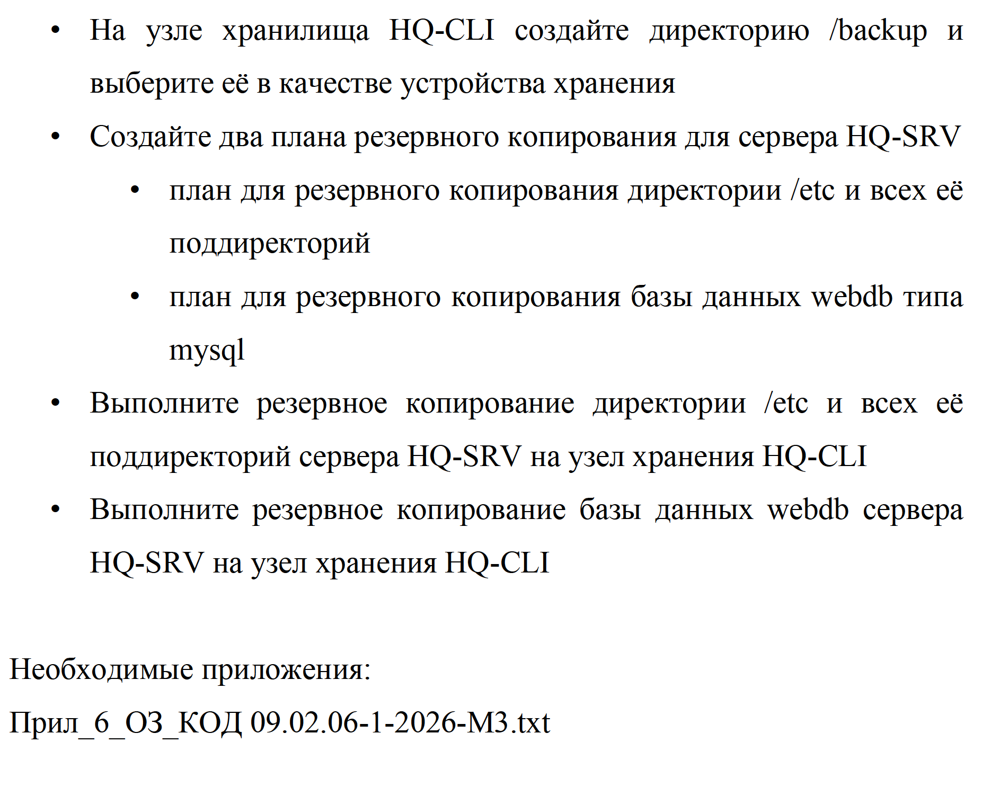 • На узле хранилища HQ-CLI создайте директорию /backup и
выберите её в качестве устройства хранения
• Создайте два плана резервного копирования для сервера HQ-SRV
• план для резервного копирования директории /etc и всех её
поддиректорий
• план для резервного копирования базы данных webdb типа
mysql
• Выполните резервное копирование директории /etc и всех её
поддиректорий сервера HQ-SRV на узел хранения HQ-CLI
• Выполните резервное копирование базы данных webdb сервера
HQ-SRV на узел хранения HQ-CLI
Необходимые приложения:
Прил_6_ОЗ_КОД 09.02.06-1-2026-М3.txt